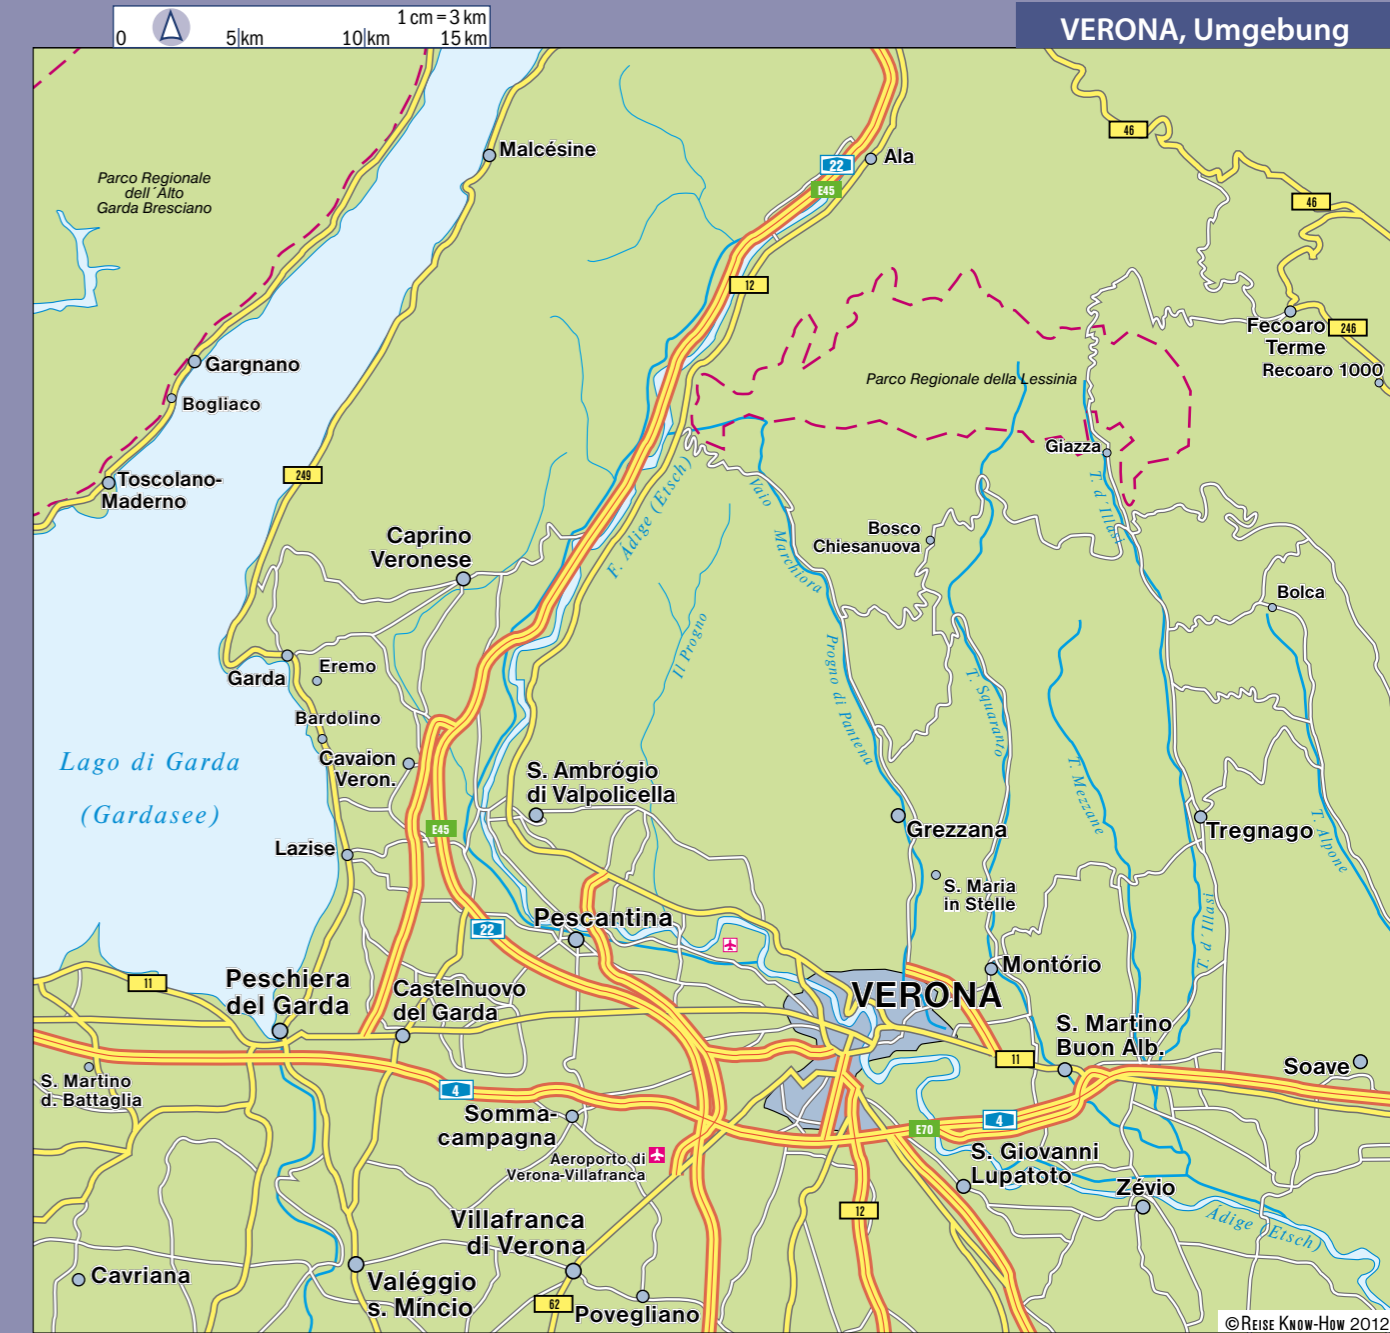 1 cm = 3 km
0 5|km 10|km 15 km
VERONA, Umgebung
46
Malcésine
22
Ala
Parco Regionale
dell´Alto
Garda Bresciano
E45
46
12
Fecoaro
Terme
246
Gargnano
Recoaro 1000
Parco Regionale della Lessinia
Bogliaco
Giazza
249
Toscolano-
Maderno
F. Ádige (Etsch)
Vaio
Marchiora
T. d´Illasi
Caprino
Veronese
Bosco
Chiesanuova
Bolca
Il Progno
Progno di Pantena
Garda
Eremo
T. Squaranto
Bardolino
Lago di Garda
(Gardasee)
Cavaion
Veron.
S. Ambrógio
di Valpolicella
T. Mezzane
E45
Grezzana
Tregnago
T. Alpone
Lazise
S. Maria
in Stelle
T. d´Illasi
22
Pescantina
11
Peschiera
del Garda
Castelnuovo
del Garda
VERONA
Montório
S. Martino
Buon Alb.
11
Soave
S. Martino
d. Battaglia
4
Somma-
campagna
4
E70
Aeroporto di
Verona-Villafranca
S. Giovanni
Lupatoto
Zévio
12
Ádige (Etsch)
Villafranca
di Verona
Cavriana
Valéggio
s. Míncio
62
Povegliano
©REISE KNOW-HOW 2012